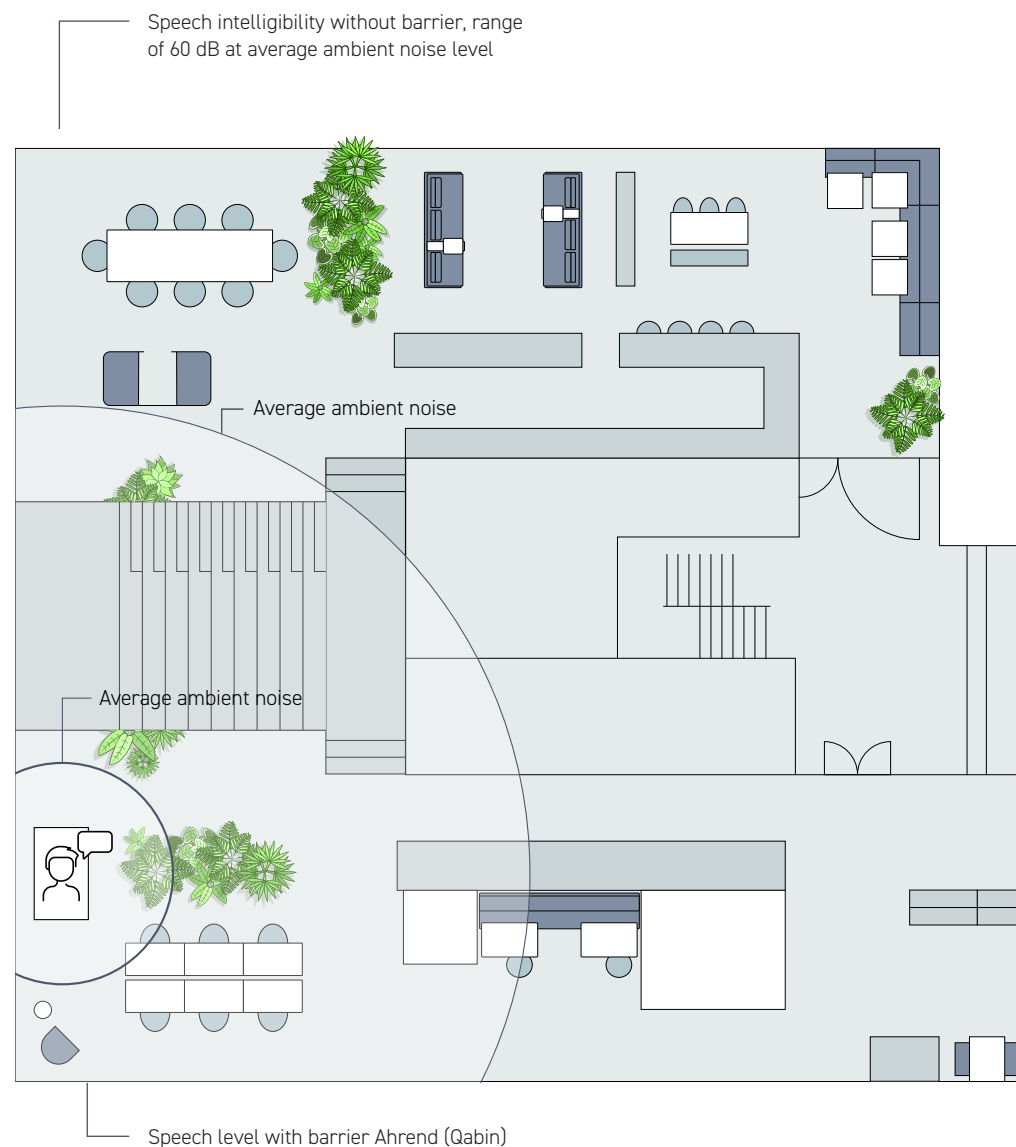 Speech intelligibility without barrier, range
of 60 dB at average ambient noise level
Average ambient noise
Average ambient noise
Speech level with barrier Ahrend (Qabin)